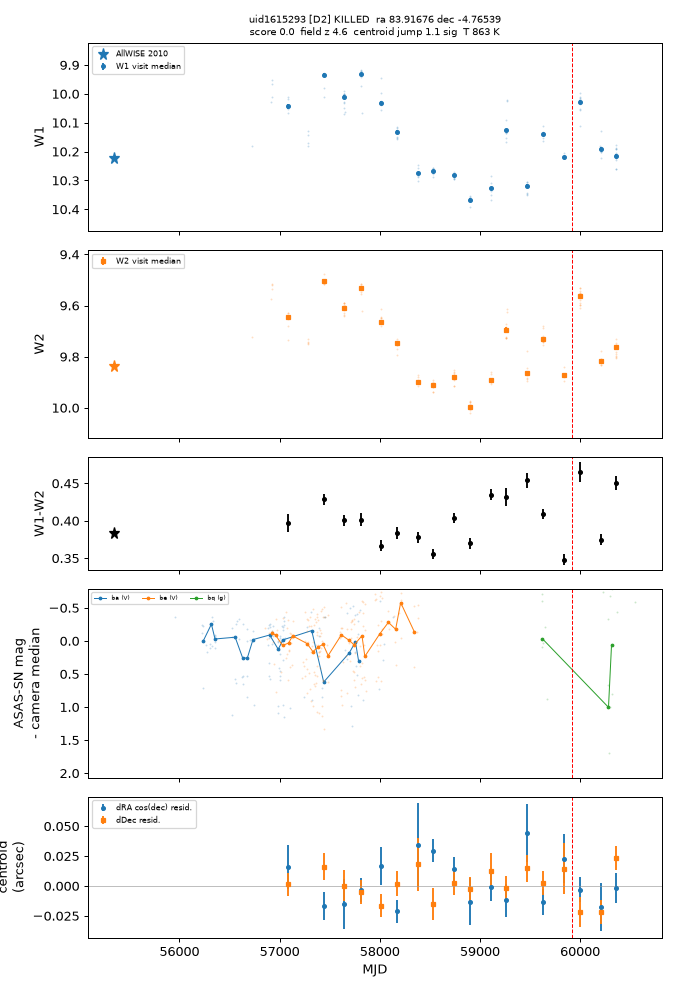 uid1615293 [D2] KILLED  ra 83.91676 dec -4.76539
score 0.0  field z 4.6  centroid jump 1.1 sig  T 863 K
AllWISE 2010
W1 visit median
W1
9.9
10.0
10.1
10.2
10.3
10.4
W2 visit median
W2
9.4
9.6
9.8
10.0
W1-W2
0.45
0.40
0.35
ba (V)
be (V)
bq (g)
ASAS-SN mag
- camera median
−0.5
0.0
0.5
1.0
1.5
2.0
dRA cos(dec) resid.
dDec resid.
centroid
(arcsec)
0.050
0.025
0.000
−0.025
56000
57000
58000
59000
60000
MJD